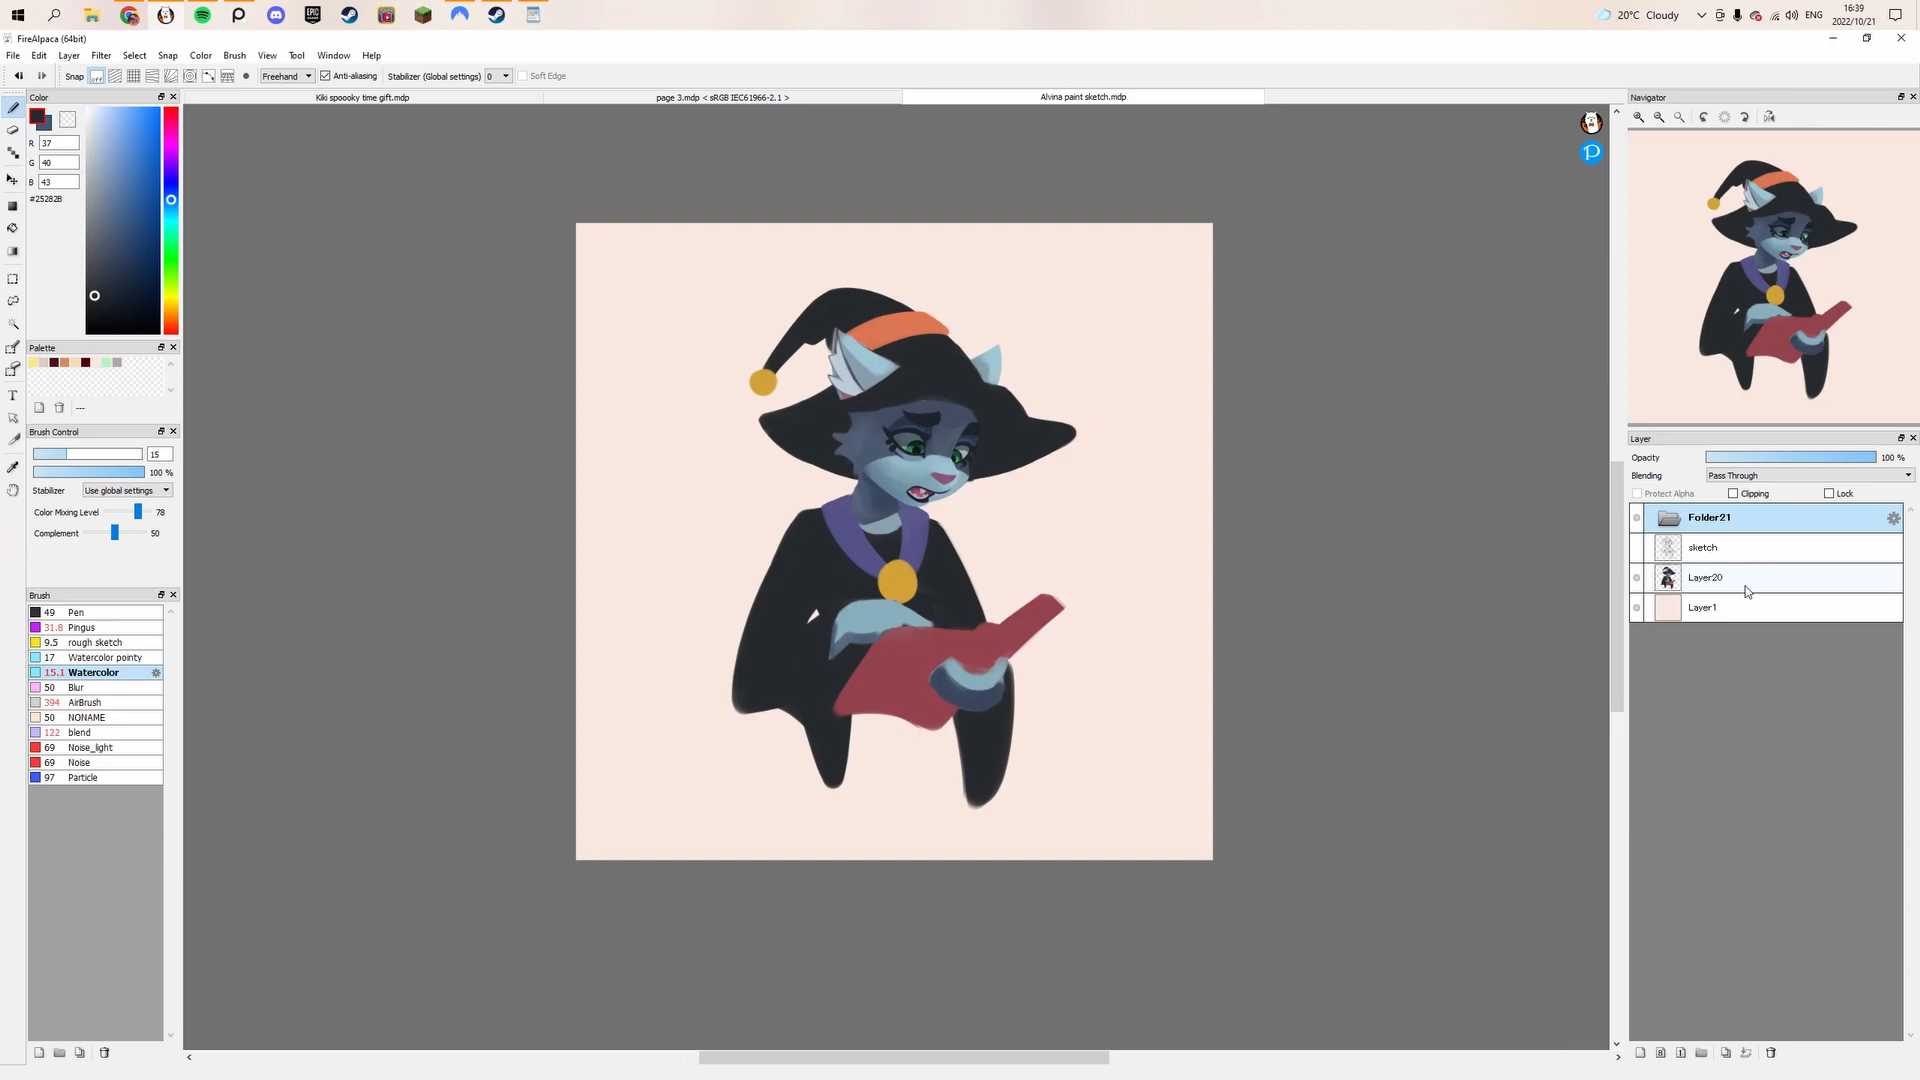 20°C Cloudy
ENG
16:39
2022/10/21
FireAlpaca (64bit)
File Edit Layer Filter Select Snap Color Brush View Tool Window Help
Snap off Freehand Anti-aliasing Stabilizer (Global settings) 0 Soft Edge
Kiki spoooky time gift.mdp
page 3.mdp < sRGB IEC61966-2.1 >
Alvina paint sketch.mdp
Color
R 37
G 40
B 43
#25282B
Palette
---
Brush Control
15
100 %
Stabilizer Use global settings
Color Mixing Level 78
Complement 50
Brush
49 Pen
31.8 Pingus
9.5 rough sketch
17 Watercolor pointy
15.1 Watercolor
50 Blur
394 AirBrush
50 NONAME
122 blend
69 Noise_light
69 Noise
97 Particle
Navigator
Layer
Opacity 100 %
Blending Pass Through
Protect Alpha Clipping Lock
Folder21
sketch
Layer20
Layer1